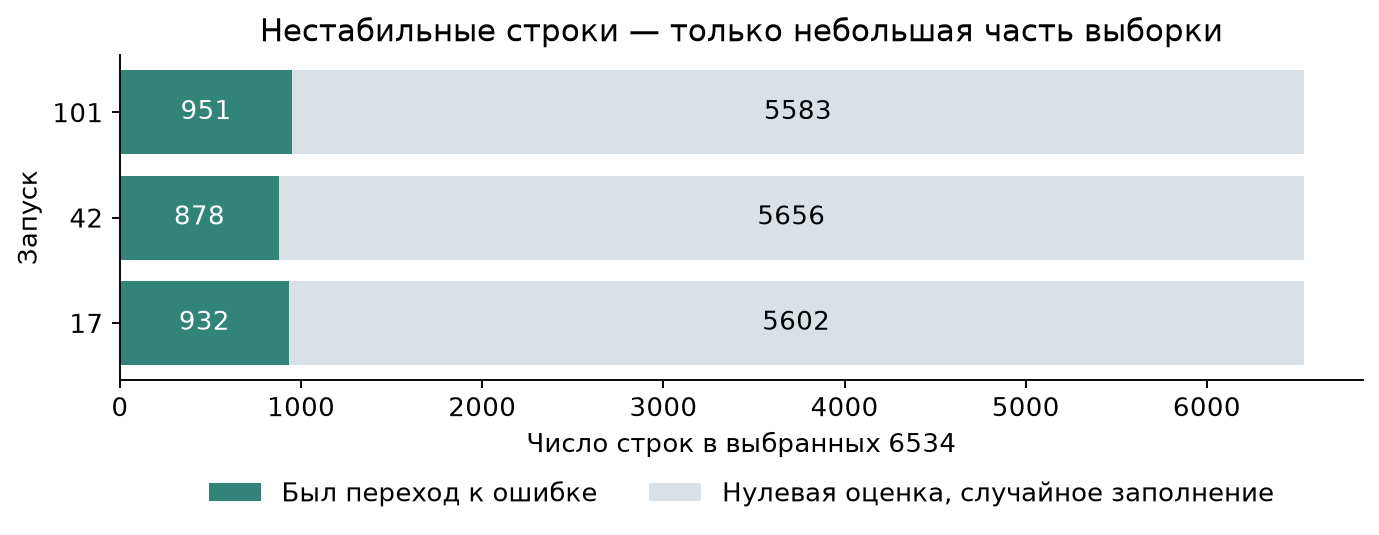 Нестабильные строки — только небольшая часть выборки
Запуск
101
951
5583
42
878
5656
17
932
5602
0 1000 2000 3000 4000 5000 6000
Число строк в выбранных 6534
Был переход к ошибке
Нулевая оценка, случайное заполнение